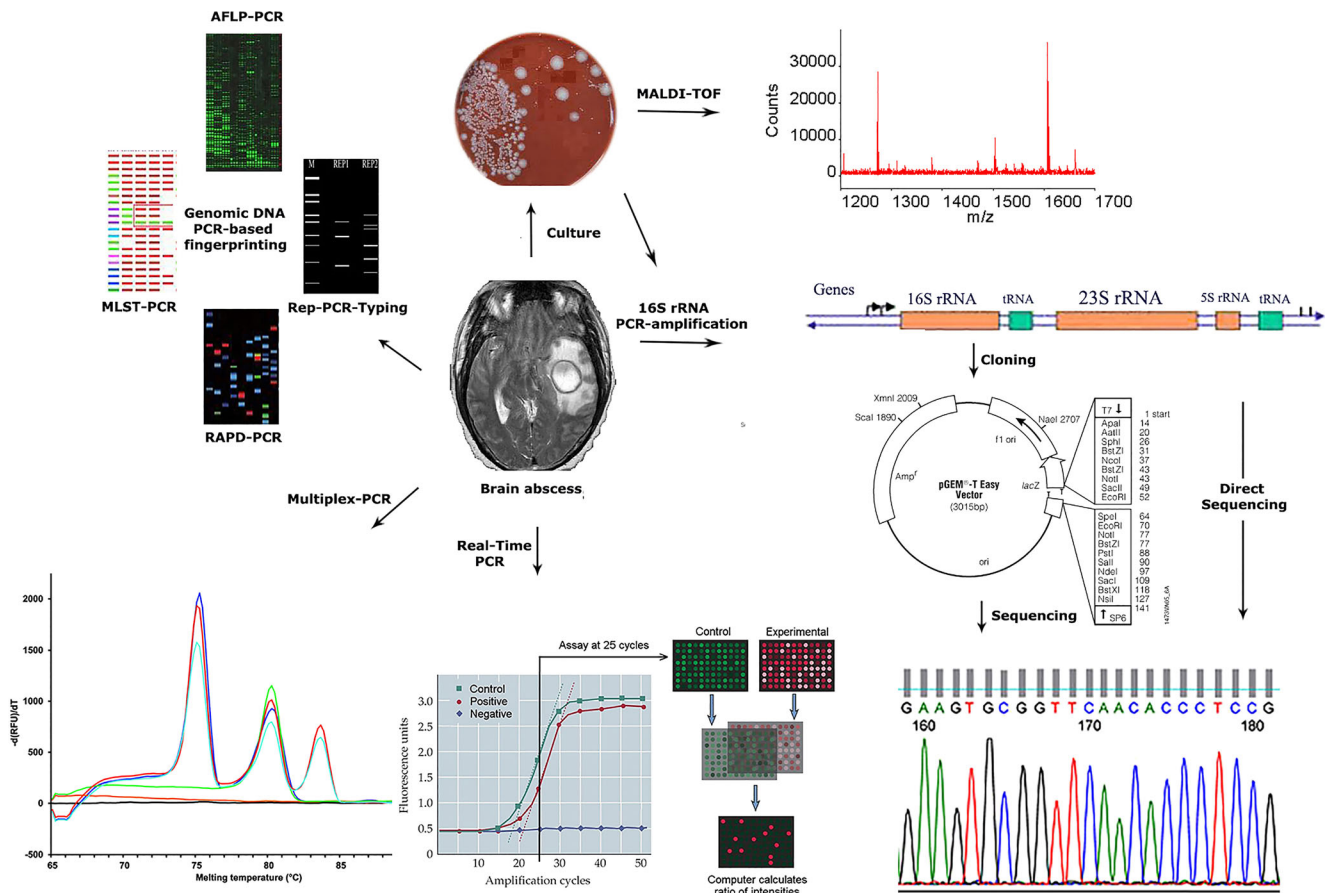 AFLP-PCR
MALDI-TOF
Counts
30000
20000
10000
0
1200 1300 1400 1500 1600 1700
m/z
M REP1 REP2
Genomic DNA
PCR-based
fingerprinting
MLST-PCR
Rep-PCR-Typing
RAPD-PCR
Culture
16S rRNA
PCR-amplification
Brain abscess
Genes
16S rRNA
tRNA
23S rRNA
5S rRNA
tRNA
Cloning
XmnI 2009
ScaI 1890
NaeI 2707
f1 ori
Ampr
pGEM®-T Easy
Vector
(3015bp)
lacZ
ori
T7 ↓
1 start
ApaI 14
AatII 20
SphI 26
BstZI 31
NcoI 37
BstZI 43
NotI 43
SacII 49
EcoRI 52
SpeI 64
EcoRI 70
NotI 77
BstZI 77
PstI 88
SalI 90
NdeI 97
SacI 109
BstXI 118
NsiI 127
141
↑ SP6
Direct
Sequencing
Sequencing
Multiplex-PCR
Real-Time
PCR
-d(RFU)/dT
2000
1500
1000
500
0
-500
65 70 75 80 85
Melting temperature (°C)
Assay at 25 cycles
Control
Positive
Negative
Fluorescence units
3.0
2.0
1.0
0.5
10 20 30 40 50
Amplification cycles
Control
Experimental
Computer calculates
ratio of intensities
GAAGTGCGGTTCAACACCCTCCG
160 170 180